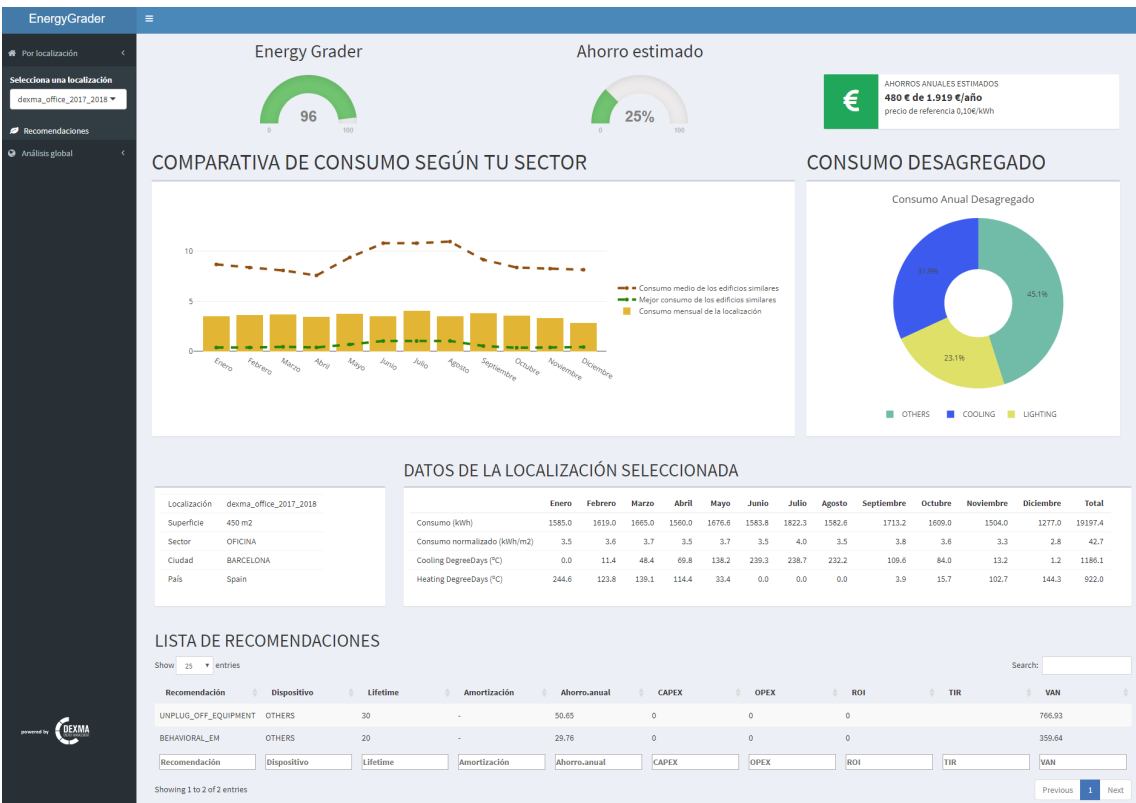 EnergyGrader
Por localización
Selecciona una localización
dexma_office_2017_2018
Recomendaciones
Análisis global
powered by DEXMA
Energy Grader
96
0 100
Ahorro estimado
25%
0 100
€
AHORROS ANUALES ESTIMADOS
480 € de 1.919 €/año
precio de referencia 0,10€/kWh
COMPARATIVA DE CONSUMO SEGÚN TU SECTOR
10
5
0
Enero Febrero Marzo Abril Mayo Junio Julio Agosto Septiembre Octubre Noviembre Diciembre
Consumo medio de los edificios similares
Mejor consumo de los edificios similares
Consumo mensual de la localización
CONSUMO DESAGREGADO
Consumo Anual Desagregado
31.9%
45.1%
23.1%
OTHERS COOLING LIGHTING
DATOS DE LA LOCALIZACIÓN SELECCIONADA
Localización dexma_office_2017_2018
Superficie 450 m2
Sector OFICINA
Ciudad BARCELONA
País Spain
Enero Febrero Marzo Abril Mayo Junio Julio Agosto Septiembre Octubre Noviembre Diciembre Total
Consumo (kWh) 1585.0 1619.0 1665.0 1560.0 1676.6 1583.8 1822.3 1582.6 1713.2 1609.0 1504.0 1277.0 19197.4
Consumo normalizado (kWh/m2) 3.5 3.6 3.7 3.5 3.7 3.5 4.0 3.5 3.8 3.6 3.3 2.8 42.7
Cooling DegreeDays (ºC) 0.0 11.4 48.4 69.8 138.2 239.3 238.7 232.2 109.6 84.0 13.2 1.2 1186.1
Heating DegreeDays (ºC) 244.6 123.8 139.1 114.4 33.4 0.0 0.0 0.0 3.9 15.7 102.7 144.3 922.0
LISTA DE RECOMENDACIONES
Show 25 entries
Search:
Recomendación Dispositivo Lifetime Amortización Ahorro.anual CAPEX OPEX ROI TIR VAN
UNPLUG_OFF_EQUIPMENT OTHERS 30 - 50.65 0 0 0 766.93
BEHAVIORAL_EM OTHERS 20 - 29.76 0 0 0 359.64
Recomendación Dispositivo Lifetime Amortización Ahorro.anual CAPEX OPEX ROI TIR VAN
Showing 1 to 2 of 2 entries
Previous 1 Next